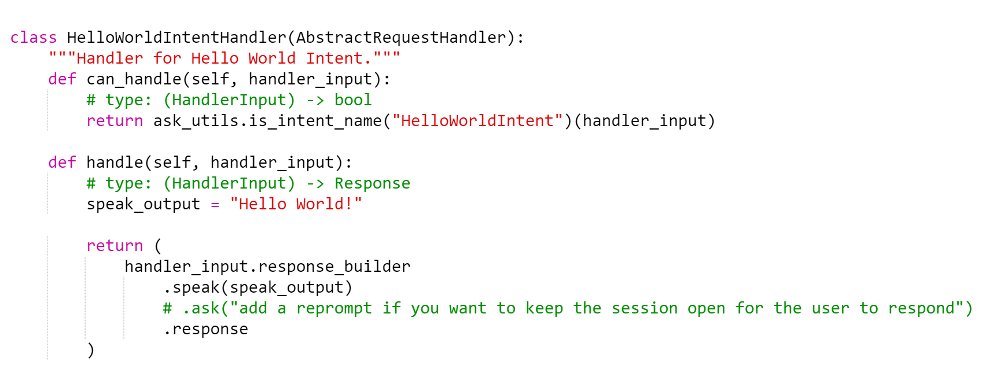 class HelloWorldIntentHandler(AbstractRequestHandler):
    """Handler for Hello World Intent."""
    def can_handle(self, handler_input):
        # type: (HandlerInput) -> bool
        return ask_utils.is_intent_name("HelloWorldIntent")(handler_input)

    def handle(self, handler_input):
        # type: (HandlerInput) -> Response
        speak_output = "Hello World!"

        return (
            handler_input.response_builder
                .speak(speak_output)
                # .ask("add a reprompt if you want to keep the session open for the user to respond")
                .response
        )